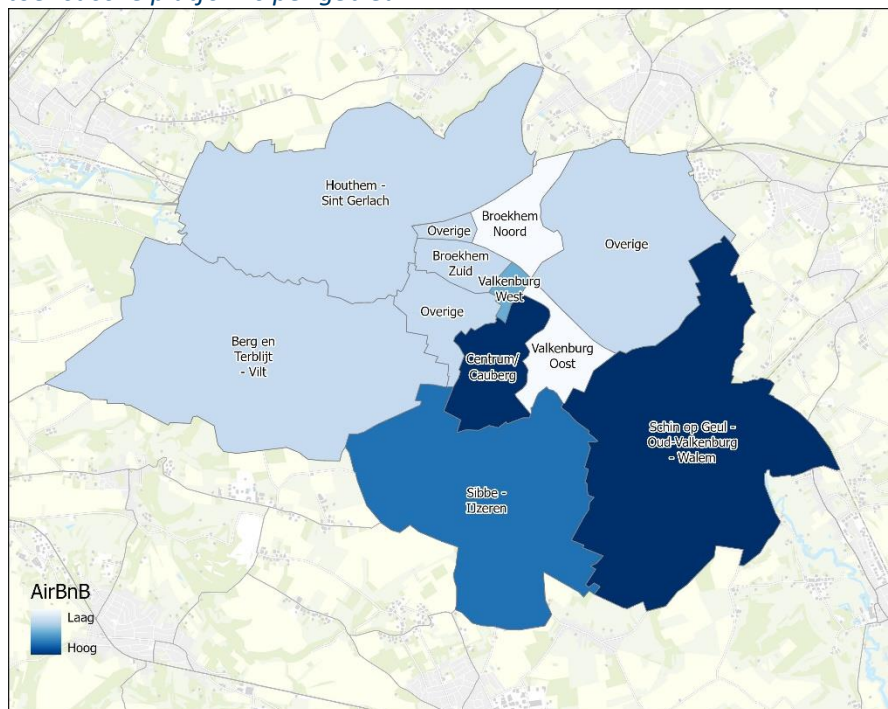 Houthem -
Sint Gerlach
Broekhem
Noord
Overige
Overige
Broekhem
Zuid
Valkenburg
West
Overige
Berg en
Terblijt
- Vilt
Centrum/
Cauberg
Valkenburg
Oost
Schin op Geul -
Oud-Valkenburg
- Walem
Sibbe -
IJzeren
AirBnB
Laag
Hoog